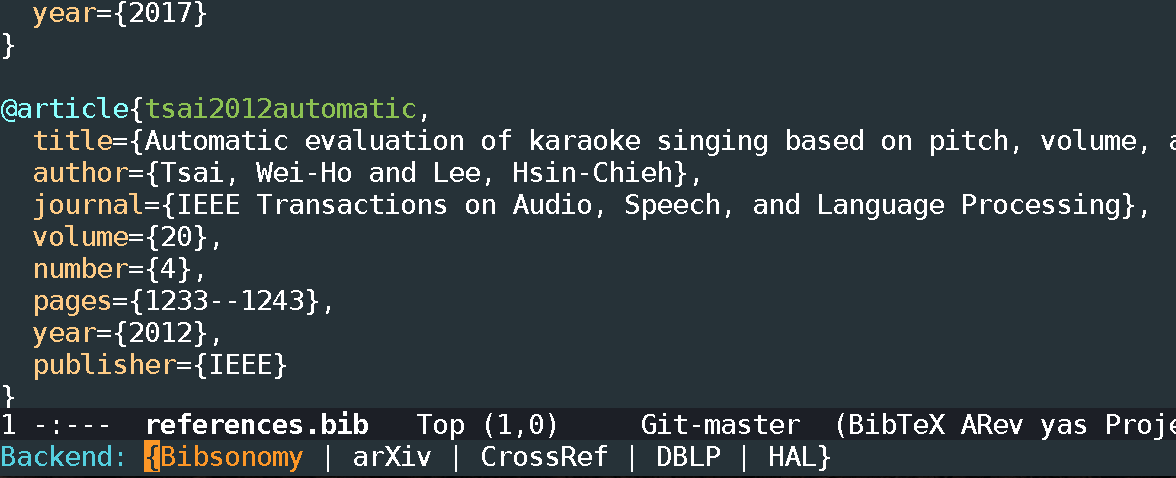 year={2017}
}
@article{tsai2012automatic,
title={Automatic evaluation of karaoke singing based on pitch, volume,
author={Tsai, Wei-Ho and Lee, Hsin-Chieh},
journal={IEEE Transactions on Audio, Speech, and Language Processing},
volume={20},
number={4},
pages={1233--1243},
year={2012},
publisher={IEEE}
}
1 -:--- references.bib Top (1,0) Git-master (BibTeX ARev yas Proje
Backend: {Bibsonomy | arXiv | CrossRef | DBLP | HAL}